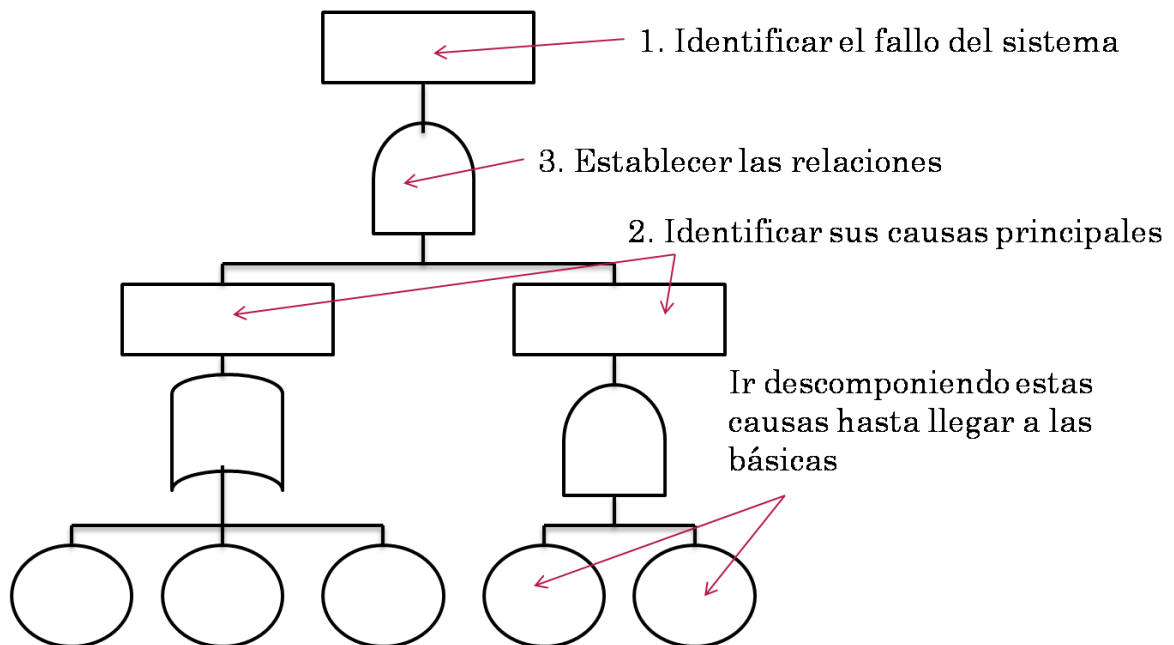 1. Identificar el fallo del sistema
3. Establecer las relaciones
2. Identificar sus causas principales
Ir descomponiendo estas
causas hasta llegar a las
básicas